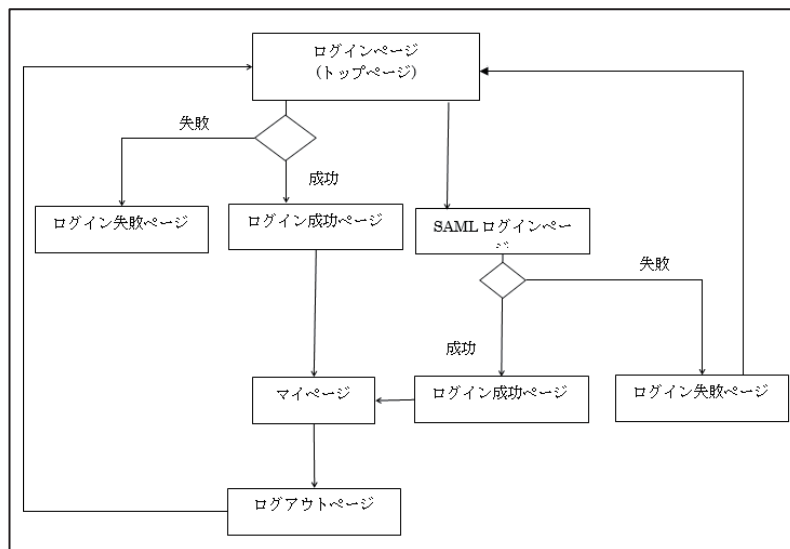 ログインページ
(トップページ)
失敗
成功
ログイン失敗ページ
ログイン成功ページ
SAML ログインペー
ジ
失敗
成功
マイページ
ログイン成功ページ
ログイン失敗ページ
ログアウトページ